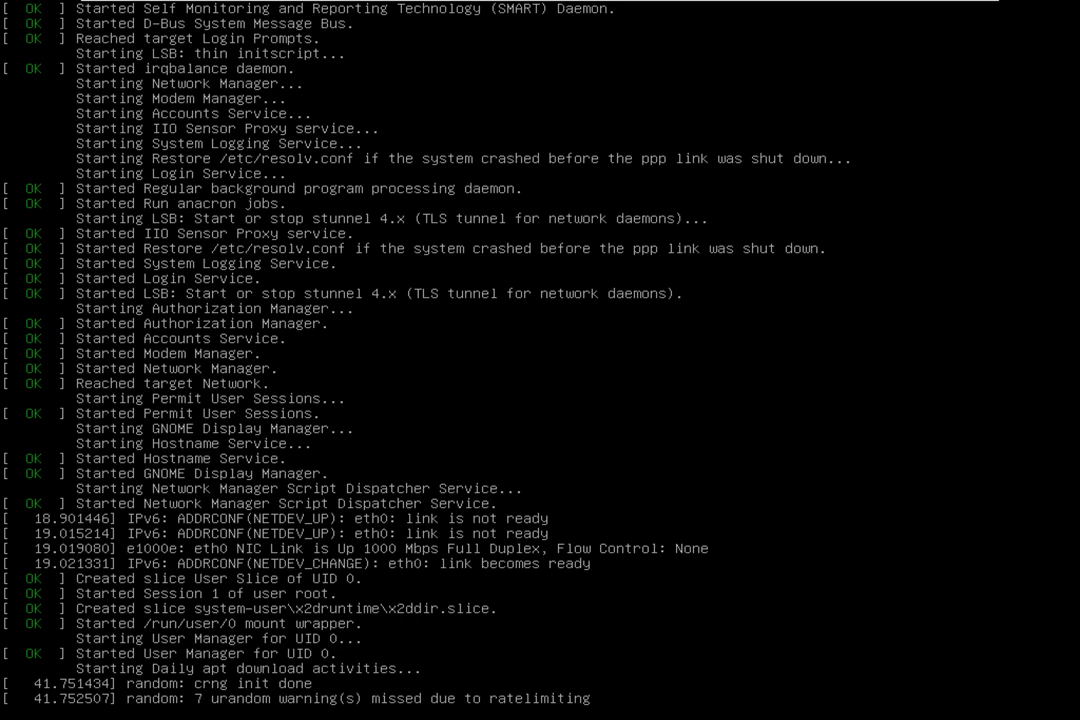 [  OK  ] Started Self Monitoring and Reporting Technology (SMART) Daemon.
[  OK  ] Started D-Bus System Message Bus.
[  OK  ] Reached target Login Prompts.
         Starting LSB: thin initscript...
[  OK  ] Started irqbalance daemon.
         Starting Network Manager...
         Starting Modem Manager...
         Starting Accounts Service...
         Starting IIO Sensor Proxy service...
         Starting System Logging Service...
         Starting Restore /etc/resolv.conf if the system crashed before the ppp link was shut down...
         Starting Login Service...
[  OK  ] Started Regular background program processing daemon.
[  OK  ] Started Run anacron jobs.
         Starting LSB: Start or stop stunnel 4.x (TLS tunnel for network daemons)...
[  OK  ] Started IIO Sensor Proxy service.
[  OK  ] Started Restore /etc/resolv.conf if the system crashed before the ppp link was shut down.
[  OK  ] Started System Logging Service.
[  OK  ] Started Login Service.
[  OK  ] Started LSB: Start or stop stunnel 4.x (TLS tunnel for network daemons).
         Starting Authorization Manager...
[  OK  ] Started Authorization Manager.
[  OK  ] Started Accounts Service.
[  OK  ] Started Modem Manager.
[  OK  ] Started Network Manager.
[  OK  ] Reached target Network.
         Starting Permit User Sessions...
[  OK  ] Started Permit User Sessions.
         Starting GNOME Display Manager...
         Starting Hostname Service...
[  OK  ] Started Hostname Service.
[  OK  ] Started GNOME Display Manager.
         Starting Network Manager Script Dispatcher Service...
[  OK  ] Started Network Manager Script Dispatcher Service.
[   18.901446] IPv6: ADDRCONF(NETDEV_UP): eth0: link is not ready
[   19.015214] IPv6: ADDRCONF(NETDEV_UP): eth0: link is not ready
[   19.019080] e1000e: eth0 NIC Link is Up 1000 Mbps Full Duplex, Flow Control: None
[   19.021331] IPv6: ADDRCONF(NETDEV_CHANGE): eth0: link becomes ready
[  OK  ] Created slice User Slice of UID 0.
[  OK  ] Started Session 1 of user root.
[  OK  ] Created slice system-user\x2druntime\x2ddir.slice.
[  OK  ] Started /run/user/0 mount wrapper.
         Starting User Manager for UID 0...
[  OK  ] Started User Manager for UID 0.
         Starting Daily apt download activities...
[   41.751434] random: crng init done
[   41.752507] random: 7 urandom warning(s) missed due to ratelimiting